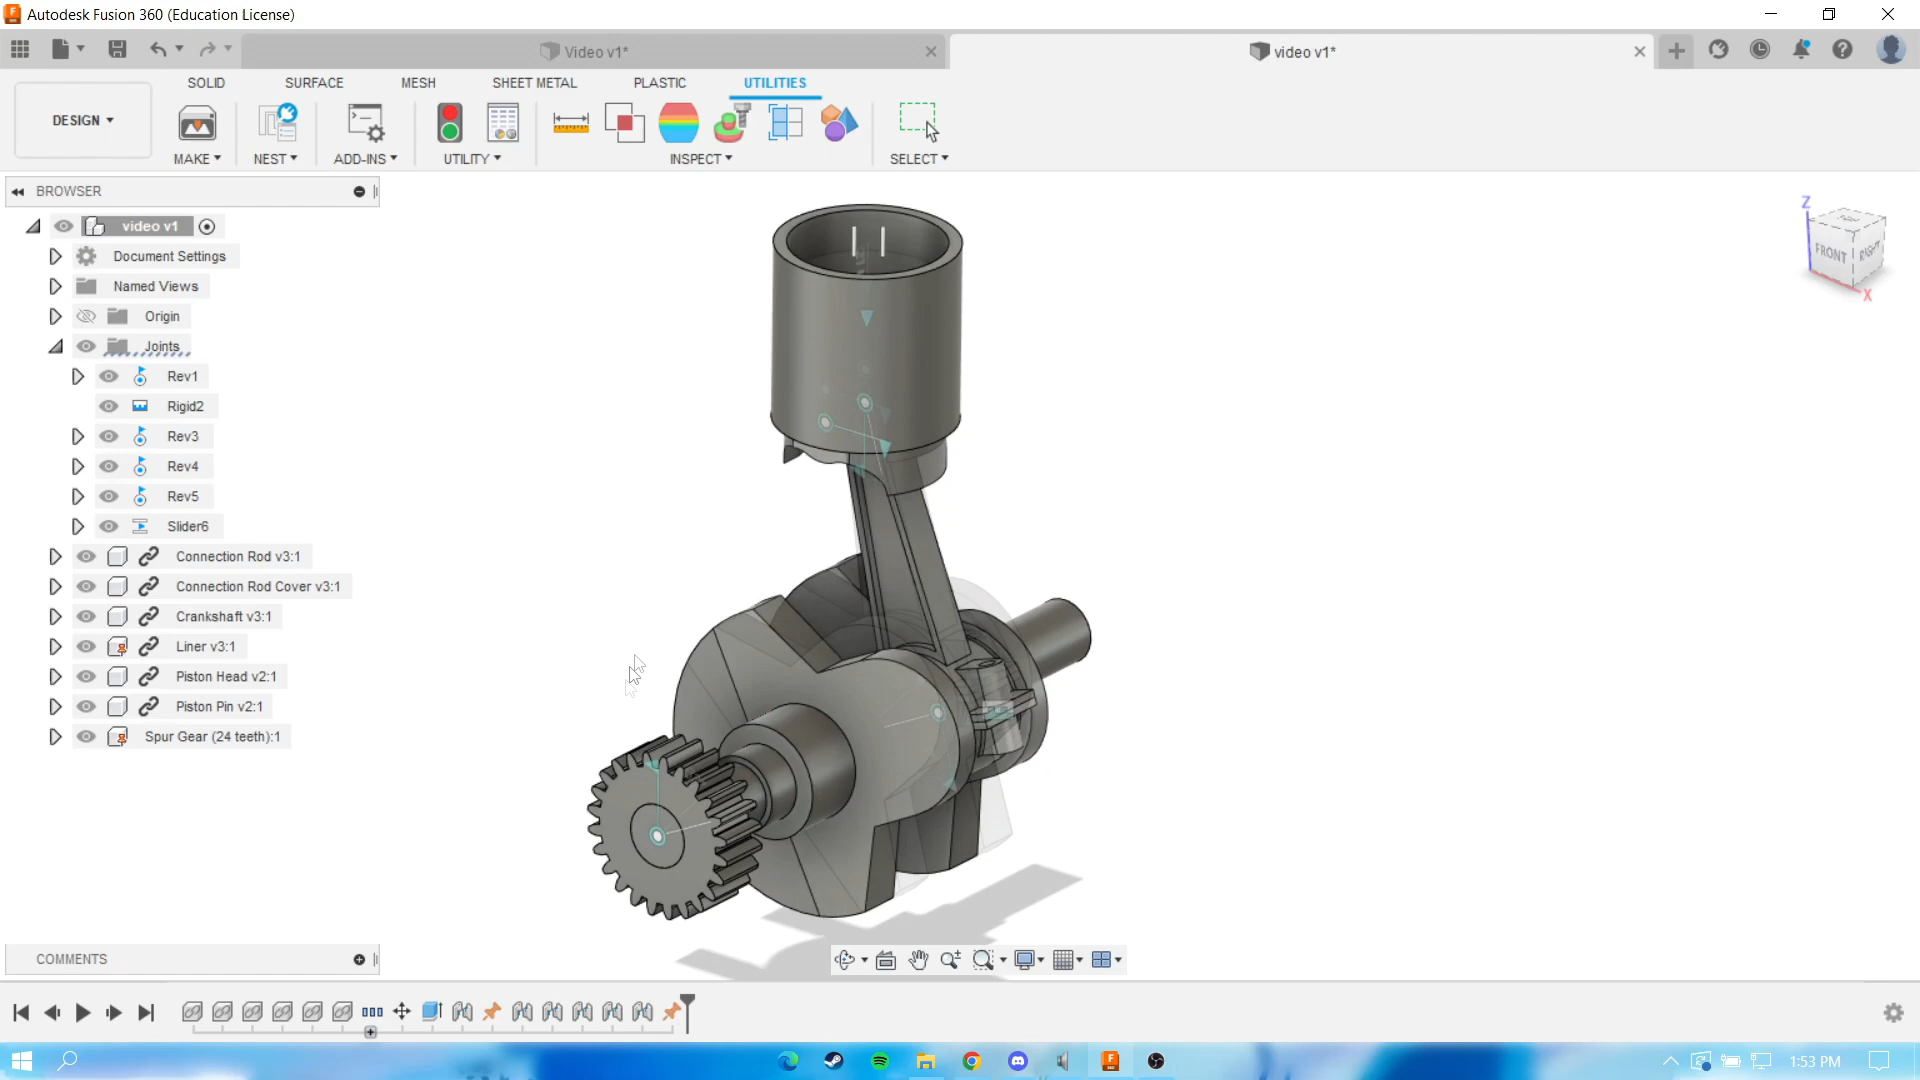 Autodesk Fusion 360 (Education License)
Video v1*
video v1*
SOLID SURFACE MESH SHEET METAL PLASTIC UTILITIES
DESIGN
MAKE NEST ADD-INS UTILITY INSPECT SELECT
BROWSER
video v1
Document Settings
Named Views
Origin
Joints
Rev1
Rigid2
Rev3
Rev4
Rev5
Slider6
Connection Rod v3:1
Connection Rod Cover v3:1
Crankshaft v3:1
Liner v3:1
Piston Head v2:1
Piston Pin v2:1
Spur Gear (24 teeth):1
Z
TOP
FRONT
RIGHT
X
COMMENTS
1:53 PM